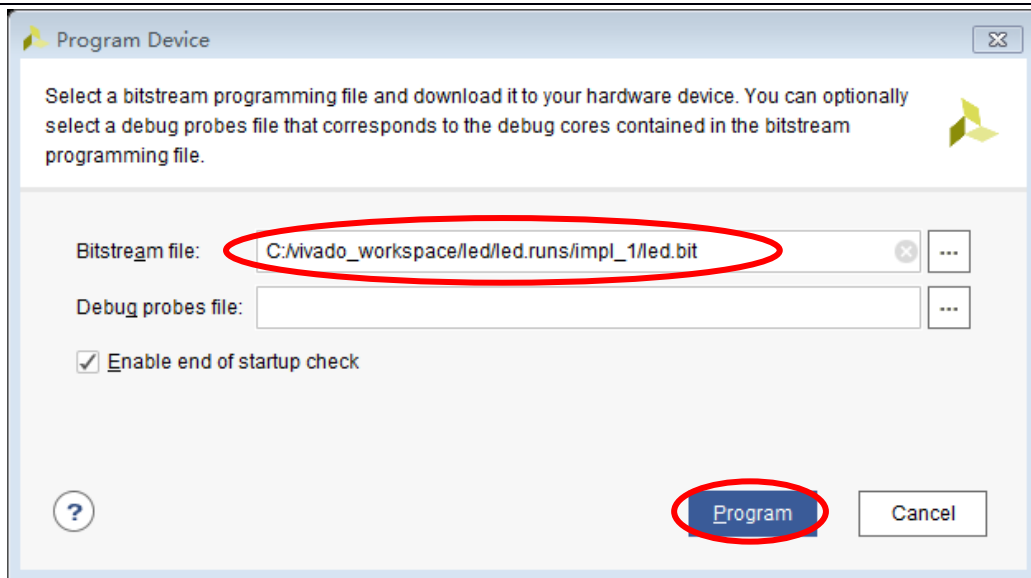 Program Device
Select a bitstream programming file and download it to your hardware device. You can optionally
select a debug probes file that corresponds to the debug cores contained in the bitstream
programming file.
Bitstream file: C:/vivado_workspace/led/led.runs/impl_1/led.bit ...
Debug probes file: ...
Enable end of startup check
? Program Cancel